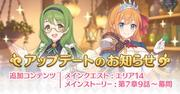 アップデートのお知らせ
追加コンテンツ
メインクエスト：エリア14
メインストーリー：第7章9話～幕間